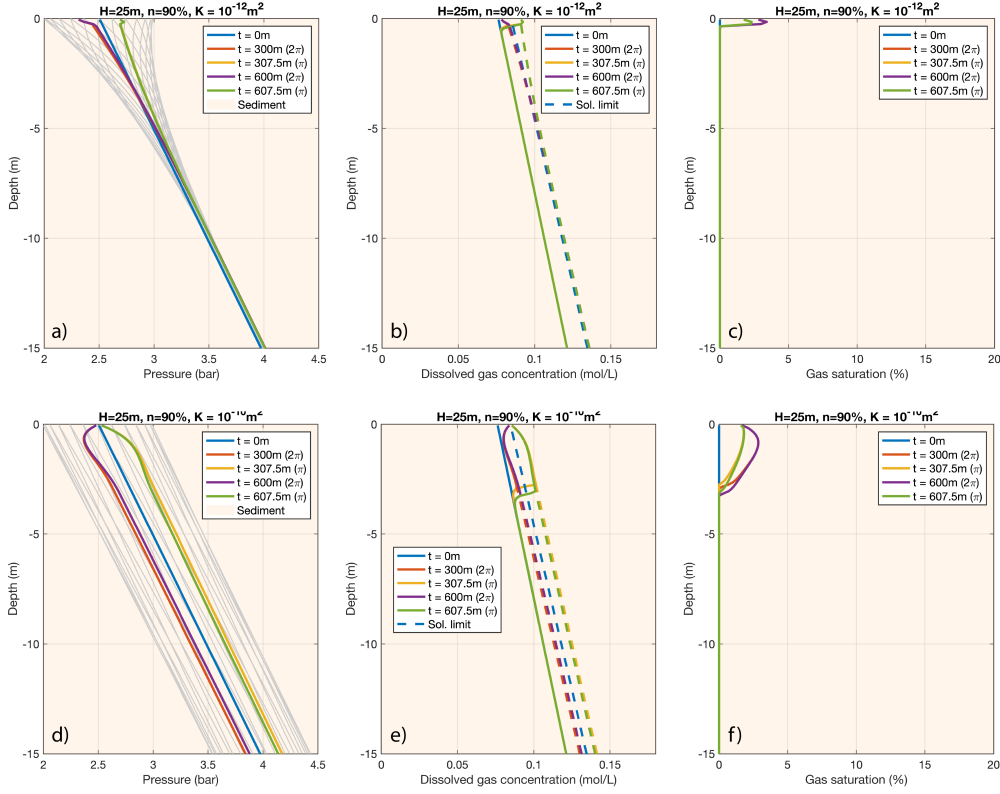 H=25m, n=90%, K = 10⁻¹²m²
0
-5
-10
-15
Depth (m)
t = 0m
t = 300m (2π)
t = 307.5m (π)
t = 600m (2π)
t = 607.5m (π)
Sediment
a)
2
2.5
3
3.5
4
4.5
Pressure (bar)
H=25m, n=90%, K = 10⁻¹²m²
0
-5
-10
-15
Depth (m)
t = 0m
t = 300m (2π)
t = 307.5m (π)
t = 600m (2π)
t = 607.5m (π)
Sol. limit
b)
0
0.05
0.1
0.15
Dissolved gas concentration (mol/L)
H=25m, n=90%, K = 10⁻¹²m²
0
-5
-10
-15
Depth (m)
t = 0m
t = 300m (2π)
t = 307.5m (π)
t = 600m (2π)
t = 607.5m (π)
c)
0
5
10
15
20
Gas saturation (%)
H=25m, n=90%, K = 10⁻¹⁰m²
0
-5
-10
-15
Depth (m)
t = 0m
t = 300m (2π)
t = 307.5m (π)
t = 600m (2π)
t = 607.5m (π)
Sediment
d)
2
2.5
3
3.5
4
4.5
Pressure (bar)
H=25m, n=90%, K = 10⁻¹⁰m²
0
-5
-10
-15
Depth (m)
t = 0m
t = 300m (2π)
t = 307.5m (π)
t = 600m (2π)
t = 607.5m (π)
Sol. limit
e)
0
0.05
0.1
0.15
Dissolved gas concentration (mol/L)
H=25m, n=90%, K = 10⁻¹⁰m²
0
-5
-10
-15
Depth (m)
t = 0m
t = 300m (2π)
t = 307.5m (π)
t = 600m (2π)
t = 607.5m (π)
f)
0
5
10
15
20
Gas saturation (%)